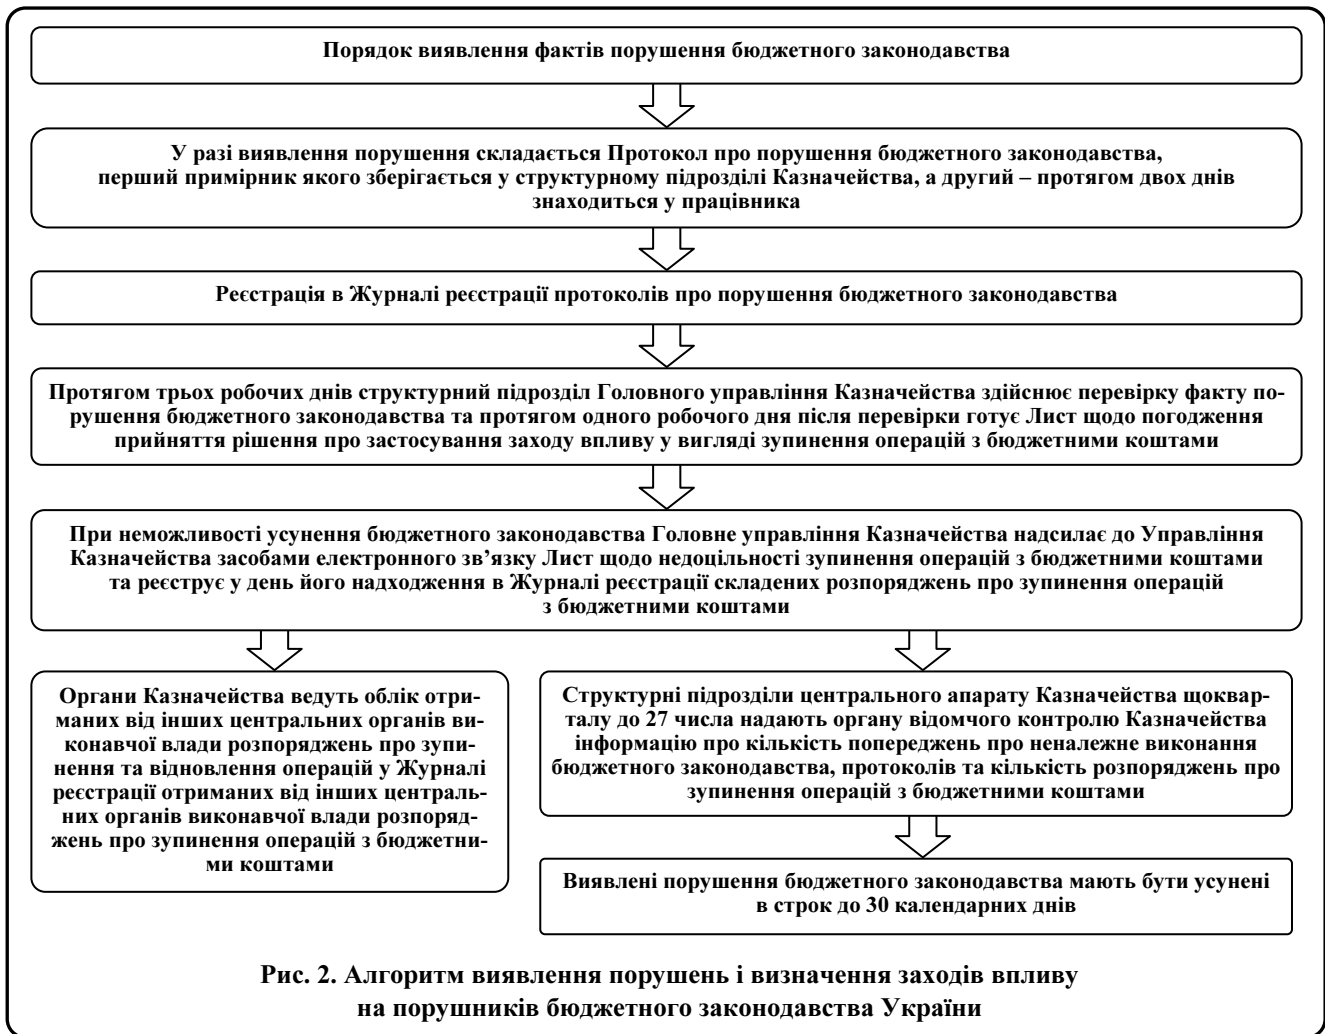 Порядок виявлення фактів порушення бюджетного законодавства
У разі виявлення порушення складається Протокол про порушення бюджетного законодавства,
перший примірник якого зберігається у структурному підрозділі Казначейства, а другий – протягом двох днів
знаходиться у працівника
Реєстрація в Журналі реєстрації протоколів про порушення бюджетного законодавства
Протягом трьох робочих днів структурний підрозділ Головного управління Казначейства здійснює перевірку факту по-
рушення бюджетного законодавства та протягом одного робочого дня після перевірки готує Лист щодо погодження
прийняття рішення про застосування заходу впливу у вигляді зупинення операцій з бюджетними коштами
При неможливості усунення бюджетного законодавства Головне управління Казначейства надсилає до Управління
Казначейства засобами електронного зв’язку Лист щодо недоцільності зупинення операцій з бюджетними коштами
та реєструє у день його надходження в Журналі реєстрації складених розпоряджень про зупинення операцій
з бюджетними коштами
Органи Казначейства ведуть облік отри-
маних від інших центральних органів ви-
конавчої влади розпоряджень про зупи-
нення та відновлення операцій у Журналі
реєстрації отриманих від інших централь-
них органів виконавчої влади розпоряд-
жень про зупинення операцій з бюджетни-
ми коштами
Структурні підрозділи центрального апарату Казначейства щоквар-
талу до 27 числа надають органу відомчого контролю Казначейства
інформацію про кількість попереджень про неналежне виконання
бюджетного законодавства, протоколів та кількість розпоряджень про
зупинення операцій з бюджетними коштами
Виявлені порушення бюджетного законодавства мають бути усунені
в строк до 30 календарних днів
Рис. 2. Алгоритм виявлення порушень і визначення заходів впливу
на порушників бюджетного законодавства України